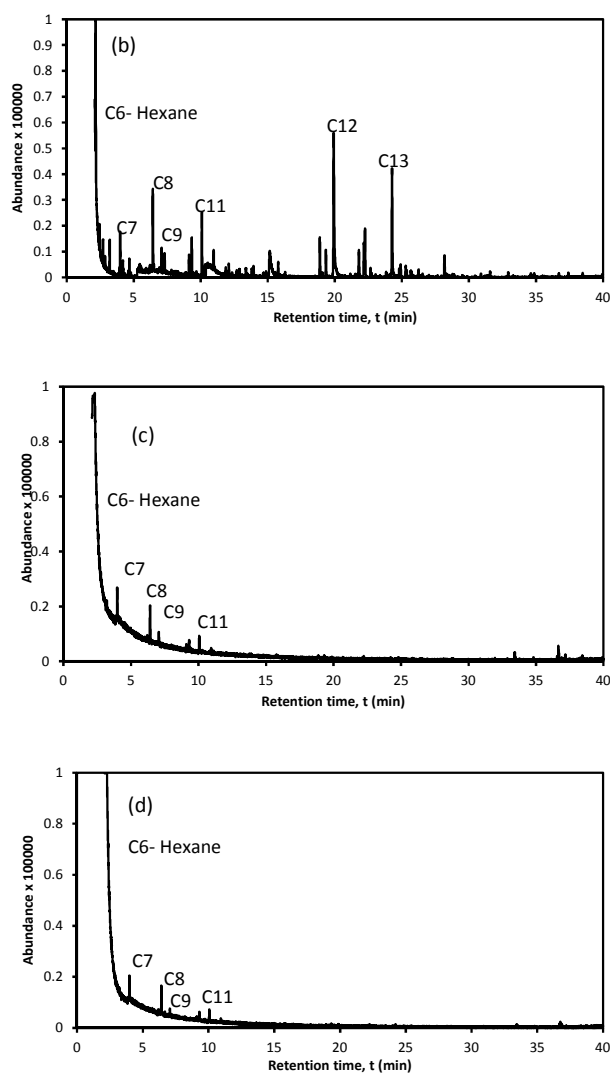 1
0.9
0.8
0.7
0.6
0.5
0.4
0.3
0.2
0.1
0
Abundance x 100000
(b)
C6- Hexane
C7
C8
C9
C11
C12
C13
0 5 10 15 20 25 30 35 40
Retention time, t (min)
1
0.8
0.6
0.4
0.2
0
Abundance x 100000
(c)
C6- Hexane
C7
C8
C9
C11
0 5 10 15 20 25 30 35 40
Retention time, t (min)
1
0.8
0.6
0.4
0.2
0
Abundance x 100000
(d)
C6- Hexane
C7
C8
C9
C11
0 5 10 15 20 25 30 35 40
Retention time, t (min)